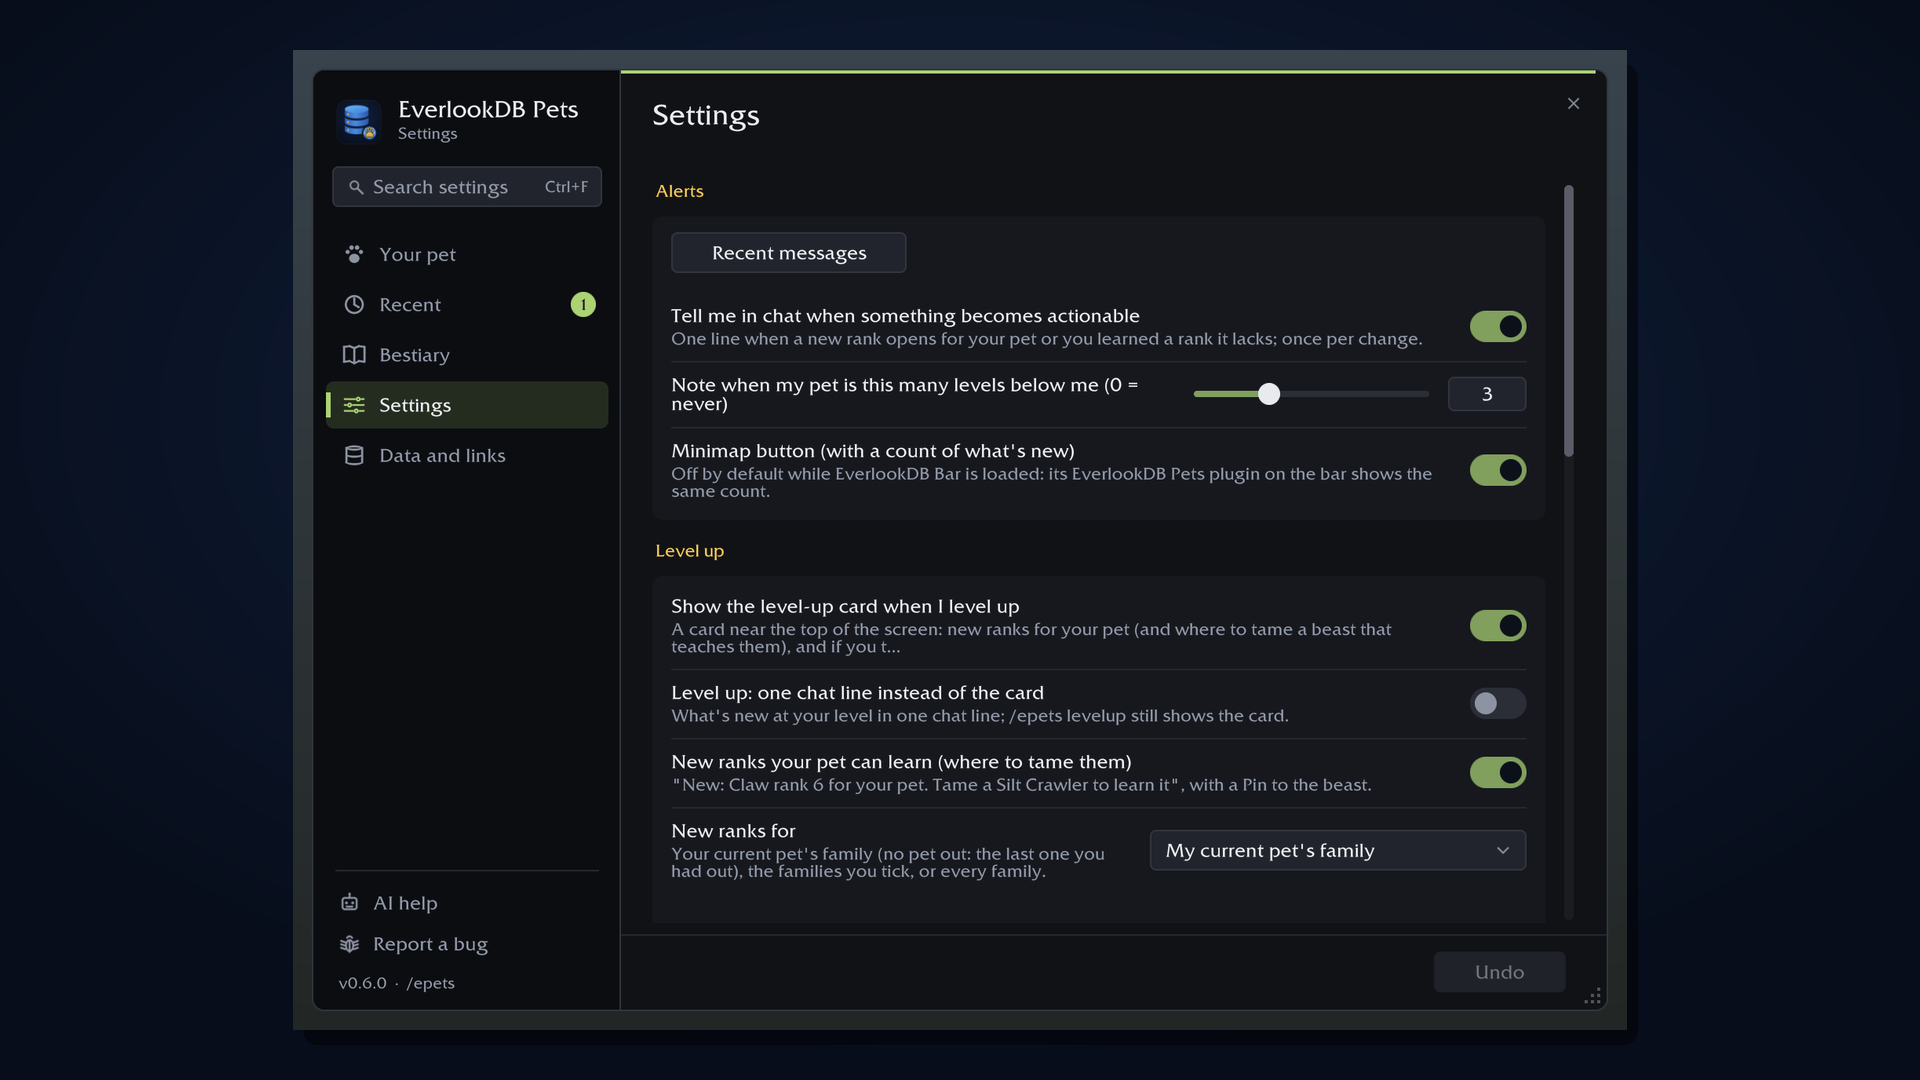 EverlookDB Pets
Settings
Search settings Ctrl+F
Your pet
Recent 1
Bestiary
Settings
Data and links
AI help
Report a bug
v0.6.0 · /epets
Settings
Alerts
Recent messages
Tell me in chat when something becomes actionable
One line when a new rank opens for your pet or you learned a rank it lacks; once per change.
Note when my pet is this many levels below me (0 =
never)
3
Minimap button (with a count of what's new)
Off by default while EverlookDB Bar is loaded: its EverlookDB Pets plugin on the bar shows the
same count.
Level up
Show the level-up card when I level up
A card near the top of the screen: new ranks for your pet (and where to tame a beast that
teaches them), and if you t...
Level up: one chat line instead of the card
What's new at your level in one chat line; /epets levelup still shows the card.
New ranks your pet can learn (where to tame them)
"New: Claw rank 6 for your pet. Tame a Silt Crawler to learn it", with a Pin to the beast.
New ranks for
Your current pet's family (no pet out: the last one you
had out), the families you tick, or every family.
My current pet's family
Undo